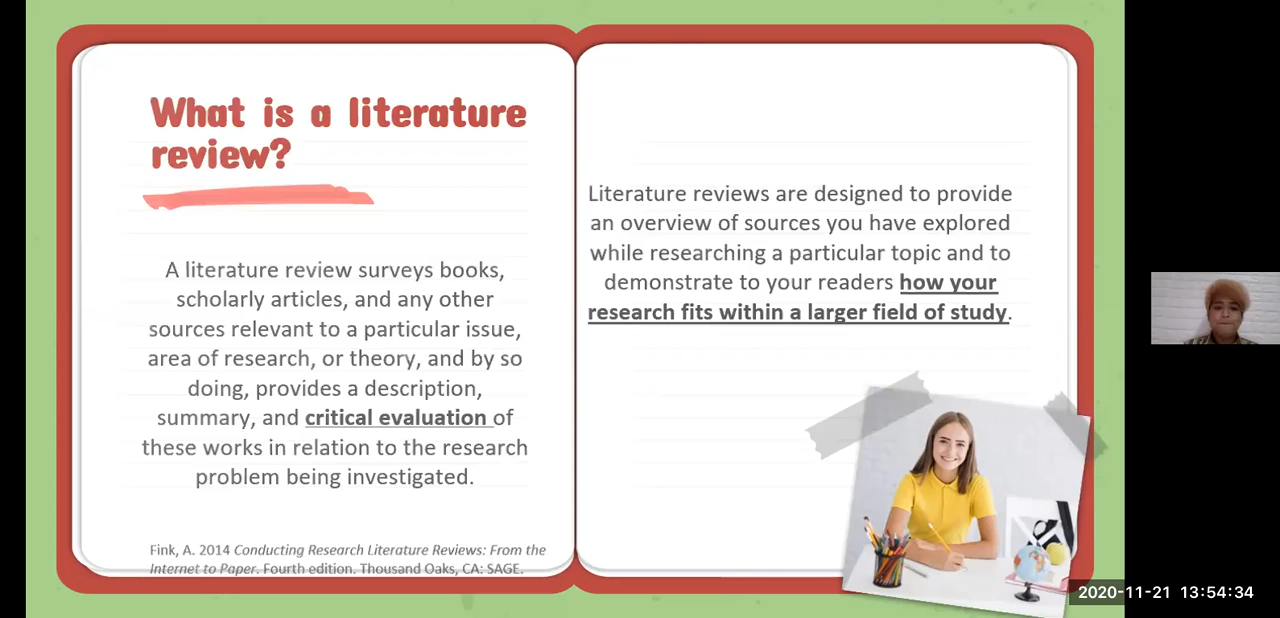 What is a literature
review?
A literature review surveys books,
scholarly articles, and any other
sources relevant to a particular issue,
area of research, or theory, and by so
doing, provides a description,
summary, and critical evaluation of
these works in relation to the research
problem being investigated.
Fink, A. 2014 Conducting Research Literature Reviews: From the
Internet to Paper. Fourth edition. Thousand Oaks, CA: SAGE.
Literature reviews are designed to provide
an overview of sources you have explored
while researching a particular topic and to
demonstrate to your readers how your
research fits within a larger field of study.
2020-11-21 13:54:34